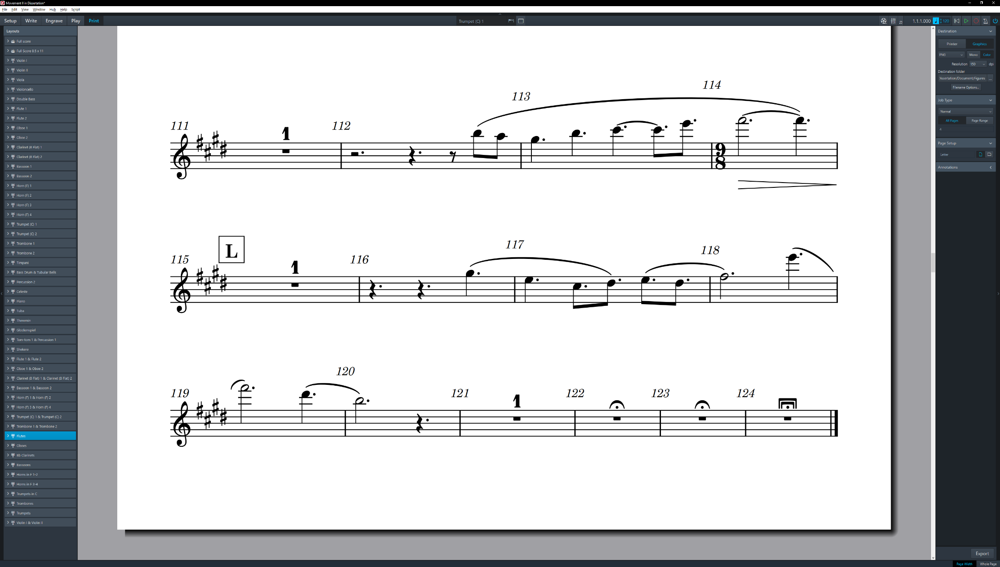 Movement II in Dissertation*
File Edit View Window Hub Help Script
Setup Write Engrave Play Print
Trumpet (C) 1
1.1.1.000 120
Layouts
Full score
Full Score 8.5 x 11
Violin I
Violin II
Viola
Violoncello
Double Bass
Flute 1
Flute 2
Oboe 1
Oboe 2
Clarinet (B Flat) 1
Clarinet (B Flat) 2
Bassoon 1
Bassoon 2
Horn (F) 1
Horn (F) 2
Horn (F) 3
Horn (F) 4
Trumpet (C) 1
Trumpet (C) 2
Trombone 1
Trombone 2
Timpani
Bass Drum & Tubular Bells
Percussion 2
Celeste
Piano
Tuba
Theremin
Glockenspiel
Tom-tom 1 & Percussion 1
Shekere
Flute 1 & Flute 2
Oboe 1 & Oboe 2
Clarinet (B Flat) 1 & Clarinet (B Flat) 2
Bassoon 1 & Bassoon 2
Horn (F) 1 & Horn (F) 2
Horn (F) 3 & Horn (F) 4
Trumpet (C) 1 & Trumpet (C) 2
Trombone 1 & Trombone 2
Flutes
Oboes
Bb Clarinets
Bassoons
Horns in F 1-2
Horns in F 3-4
Trumpets in C
Trombones
Trumpets
Violin I & Violin II
111 1 112 113 114
9
8
L
115 1 116 117 118
119 120 121 1 122 123 124
Destination
Printer Graphics
PNG Mono Color
Resolution 150 dpi
Destination folder
)issertation/Document/Figures ...
Filename Options...
Job Type
Normal
All Pages Page Range
4
Page Setup
Letter
Annotations
Export
Page Width Whole Page